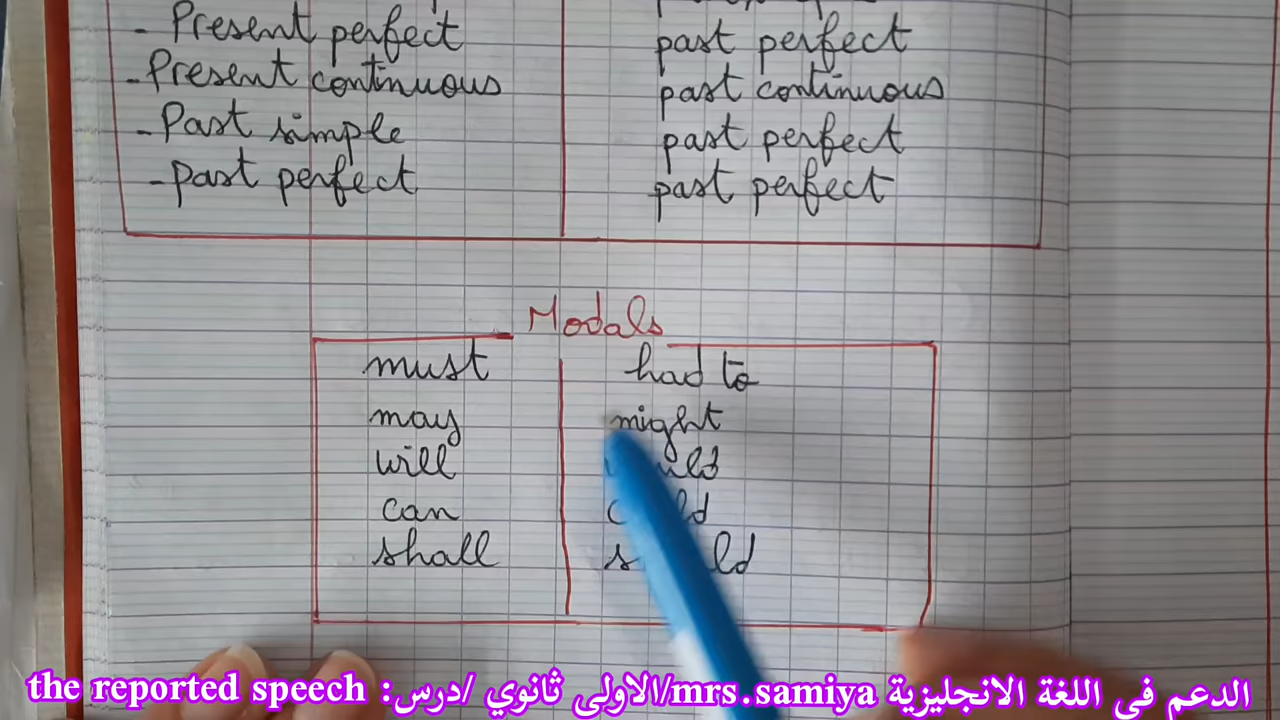 - Present perfect past perfect
- Present continuous past continuous
- Past simple past perfect
- past perfect past perfect
Modals
must had to
may might
will
can
shall
الدعم في اللغة الانجليزية mrs.samiya/الاولى ثانوي /درس: the reported speech